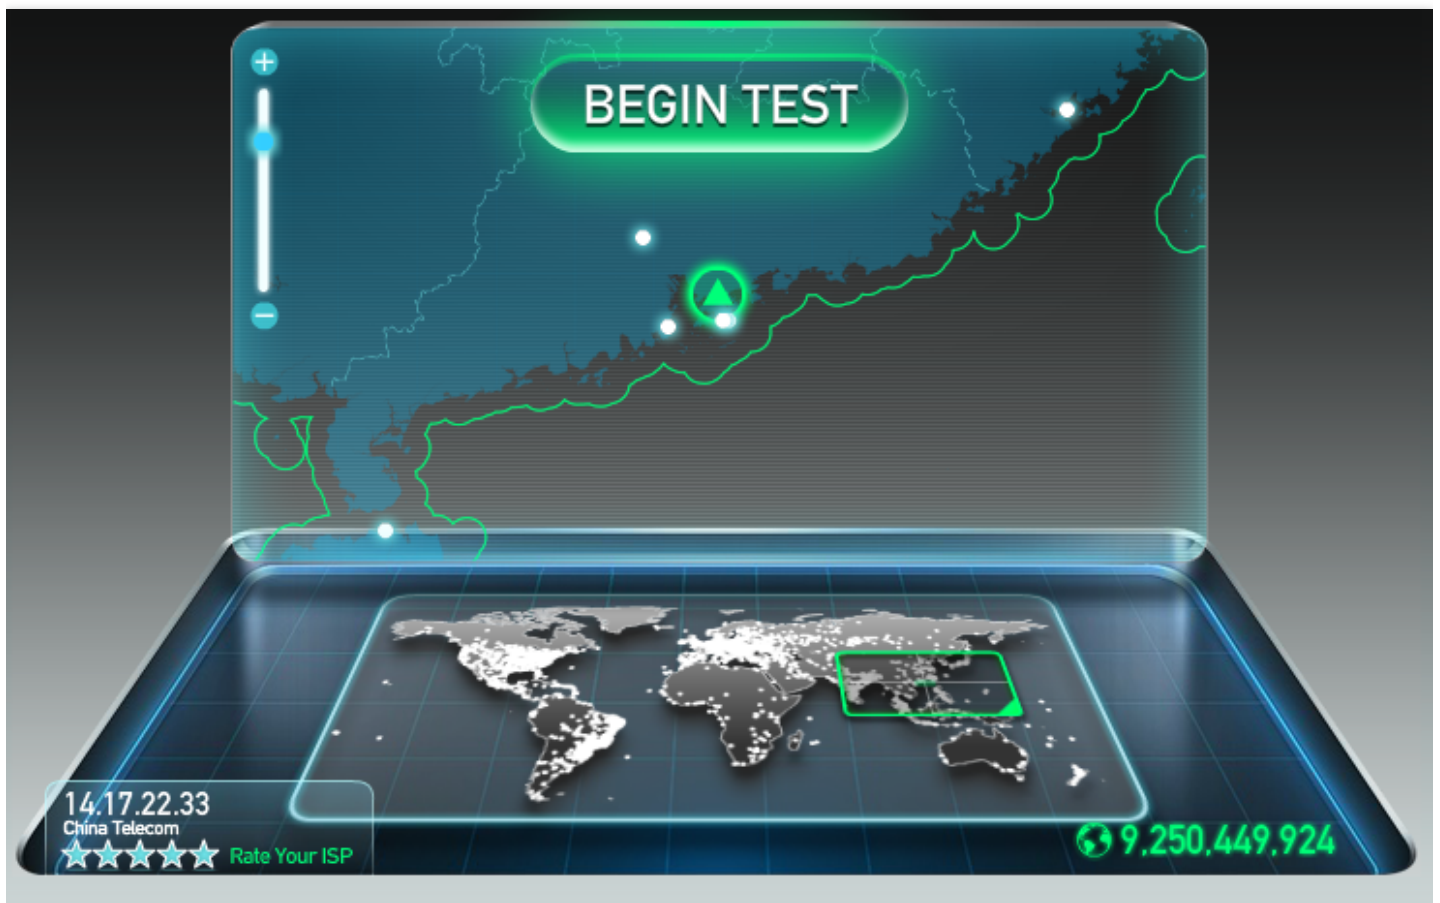 BEGIN TEST
14.17.22.33
China Telecom
Rate Your ISP
9,250,449,924